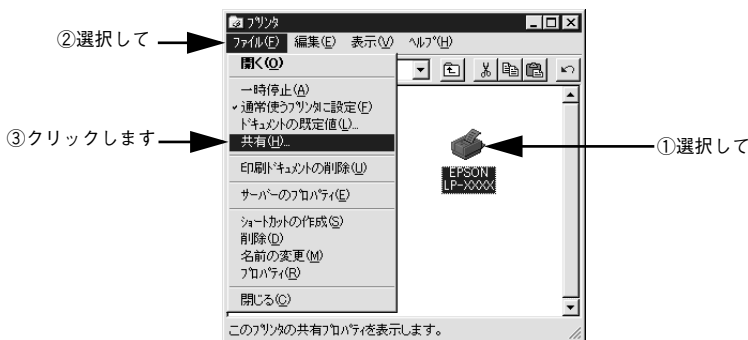 プリンタ
ファイル(F) 編集(E) 表示(V) ヘルプ(H)
②選択して
開く(O)
一時停止(A)
通常使うプリンタに設定(F)
ドキュメントの既定値(L)...
③クリックします
共有(H)...
①選択して
印刷ドキュメントの削除(U)
EPSON
LP-XXXX
サーバーのプロパティ(E)
ショートカットの作成(S)
削除(D)
名前の変更(M)
プロパティ(R)
閉じる(C)
このプリンタの共有プロパティを表示します。